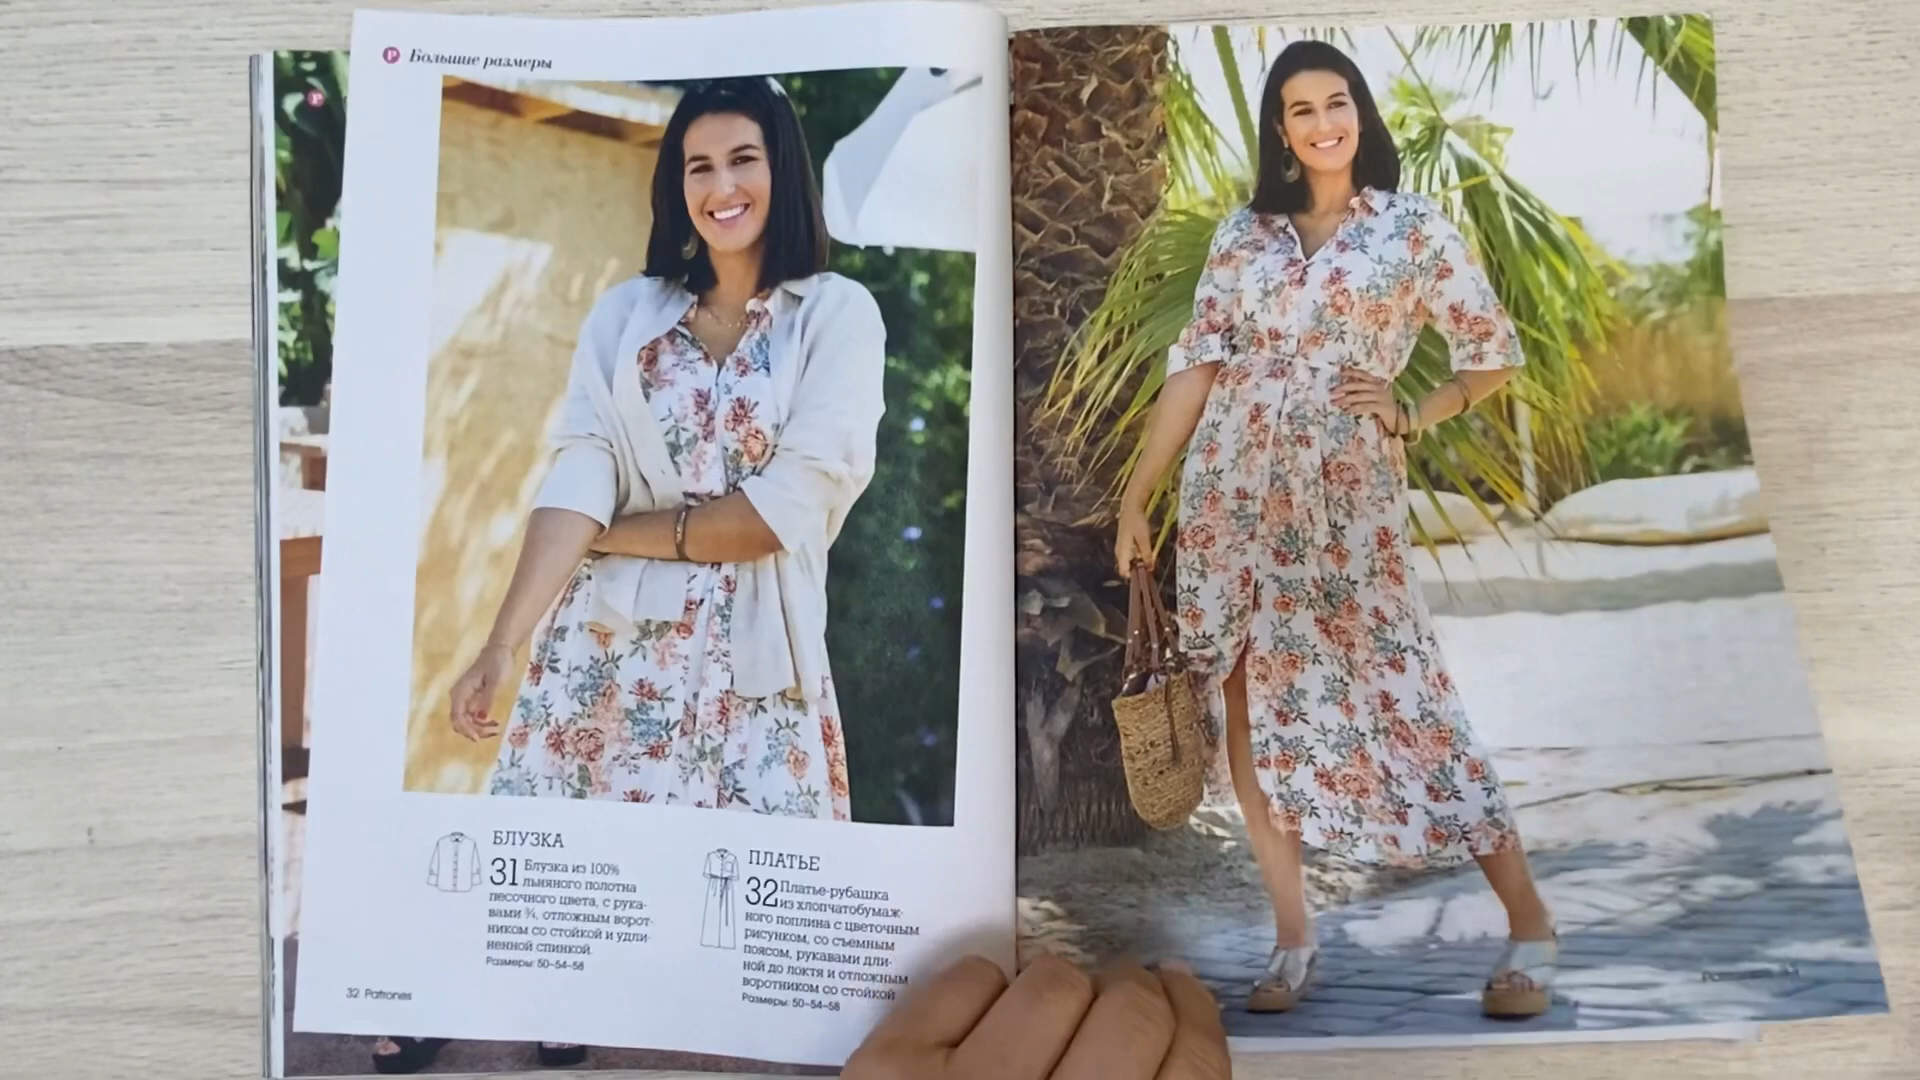 P Большие размеры
P
БЛУЗКА
31 Блузка из 100%
льняного полотна
песочного цвета, с рука-
вами ¾, отложным ворот-
ником со стойкой и удли-
ненной спинкой.
Размеры: 50–54–58
ПЛАТЬЕ
32 Платье-рубашка
из хлопчатобумаж-
ного поплина с цветочным
рисунком, со съемным
поясом, рукавами дли-
ной до локтя и отложным
воротником со стойкой
Размеры: 50–54–58
32 Patrones